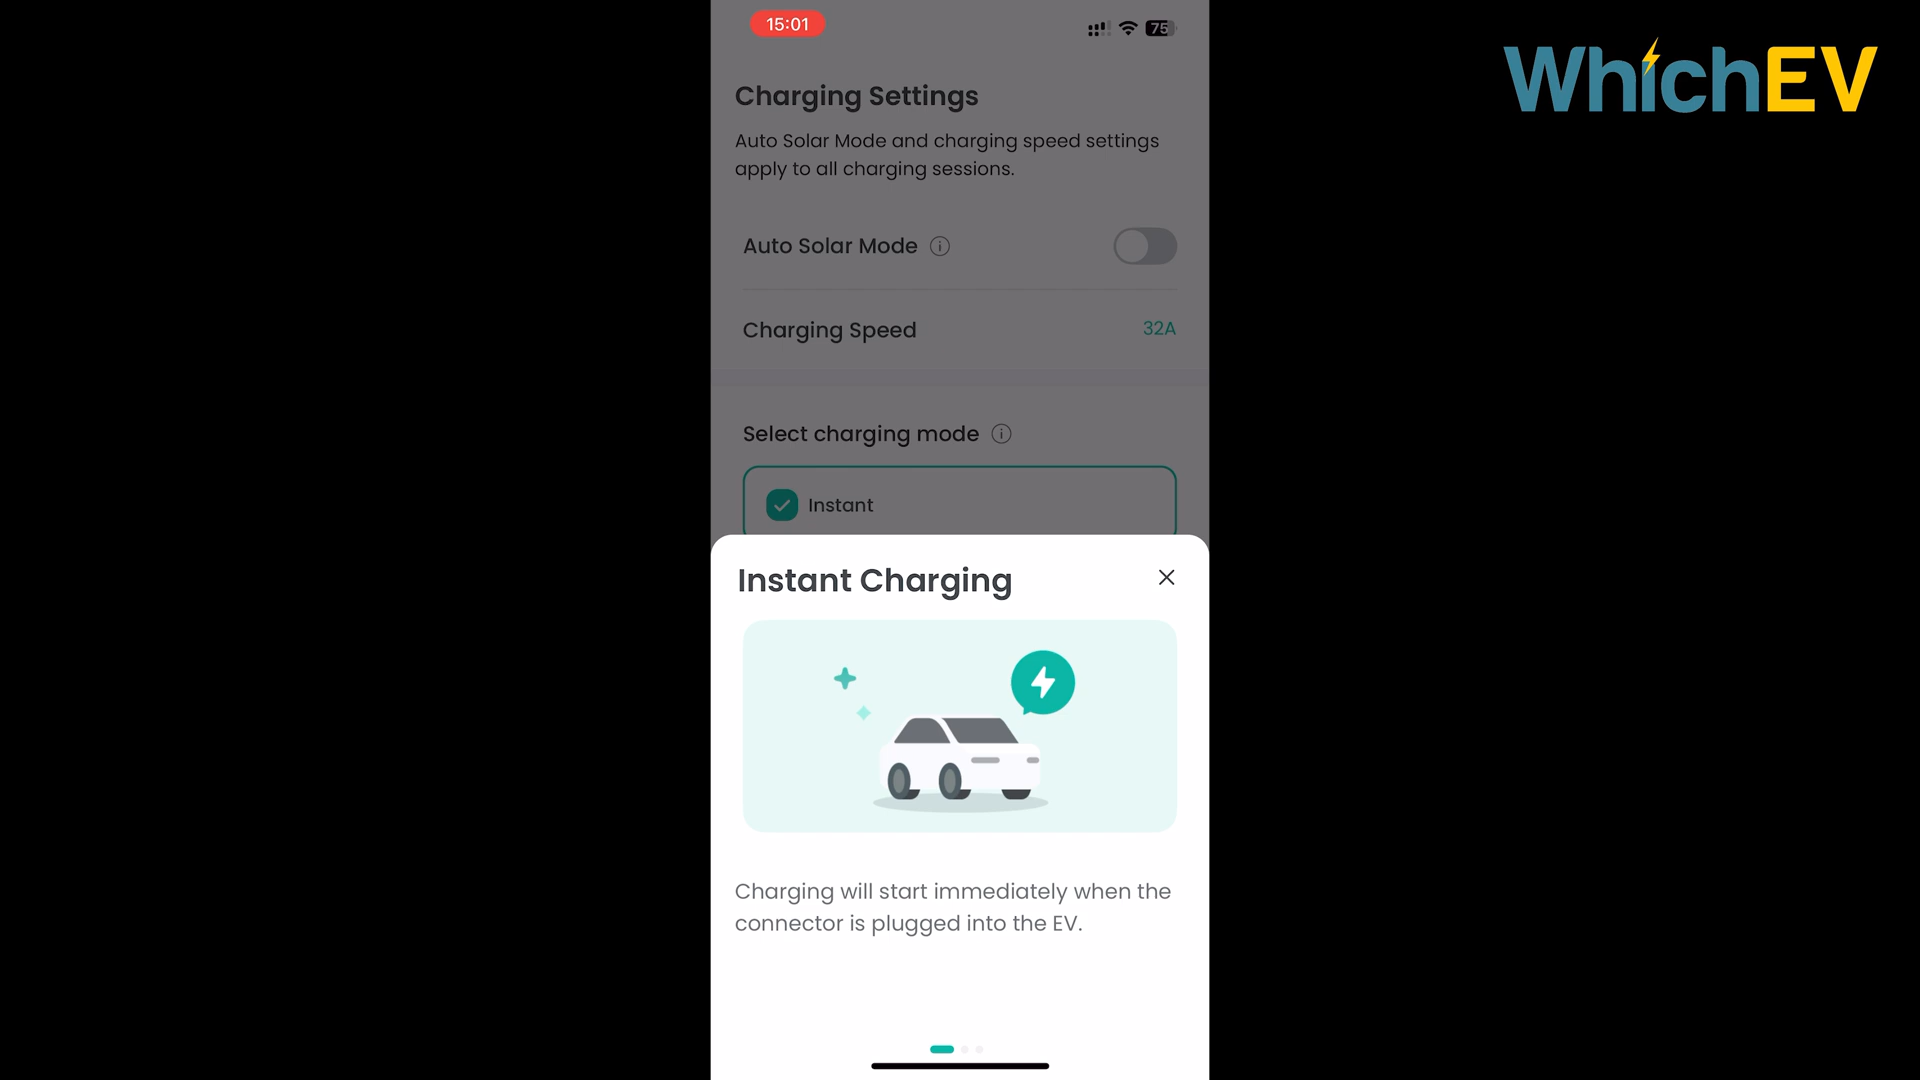 15:01
75
WhichEV
Charging Settings
Auto Solar Mode and charging speed settings
apply to all charging sessions.
Auto Solar Mode
Charging Speed 32A
Select charging mode
Instant
Instant Charging
Charging will start immediately when the
connector is plugged into the EV.